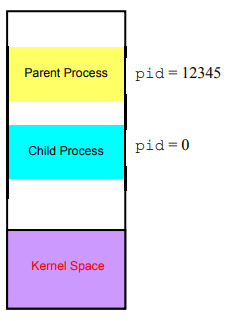 Parent Process
pid = 12345
Child Process
pid = 0
Kernel Space